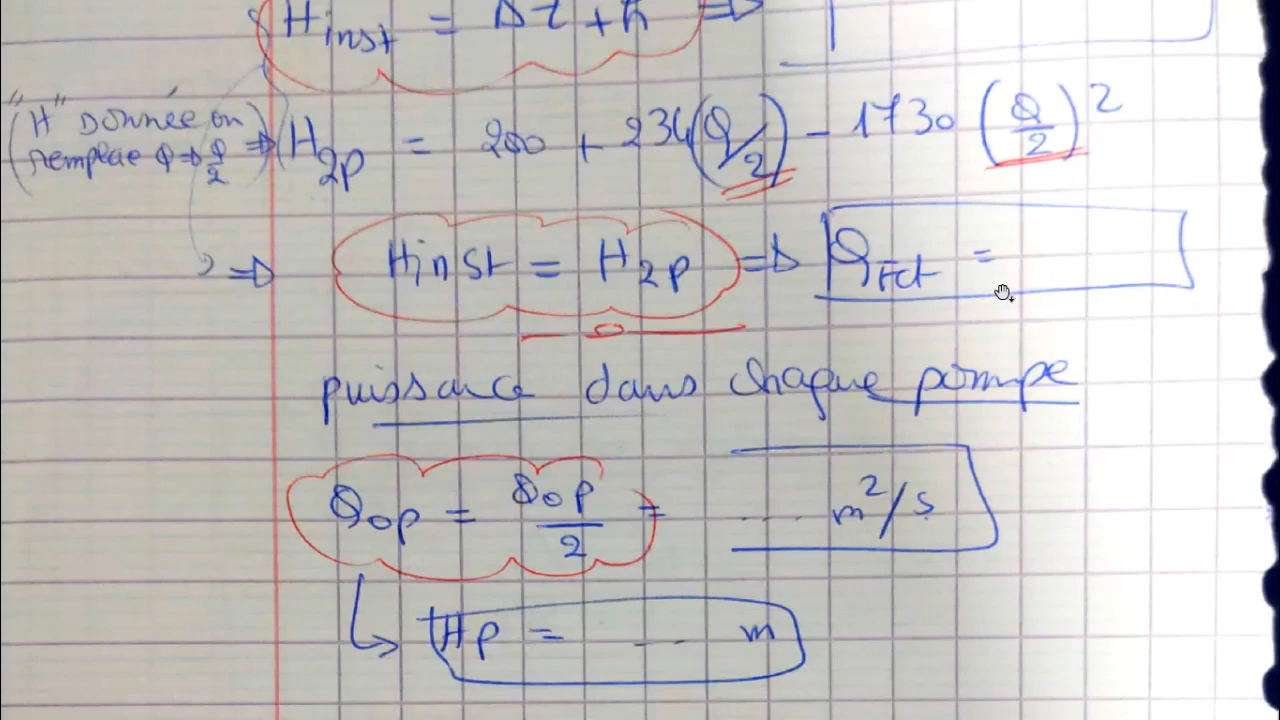 H inst = Δz + h ⇒
("H" Donnée on
remplace Q ⇒ Q/2 ⇒)
H2p = 200 + 234(Q/2) − 1730 (Q/2)²
⇒ Hinst = H2p ⇒ Qfct =
puissance dans chaque pompe
Qop = Qop/2 = .... m²/s
↳ Hp = ... m